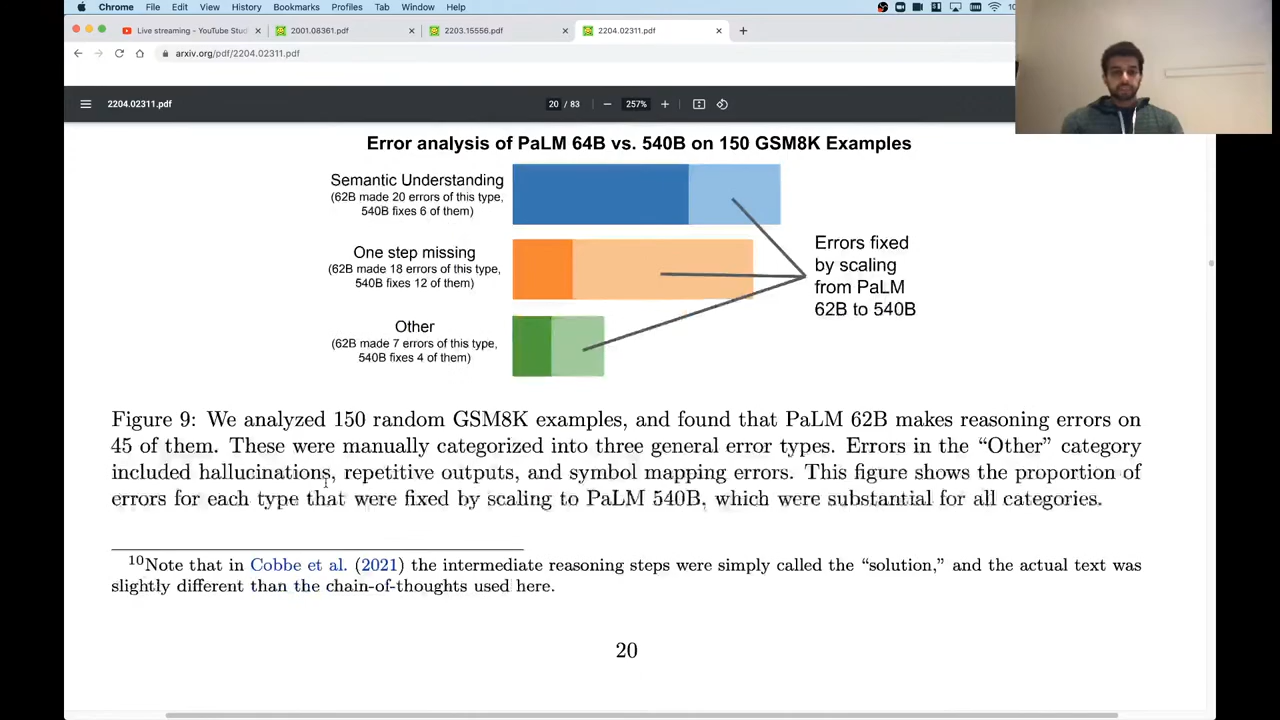 Chrome File Edit View History Bookmarks Profiles Tab Window Help
Live streaming - YouTube Stud
2001.08361.pdf
2203.15556.pdf
2204.02311.pdf
arxiv.org/pdf/2204.02311.pdf
2204.02311.pdf
20 / 83
257%
Error analysis of PaLM 64B vs. 540B on 150 GSM8K Examples
Semantic Understanding
(62B made 20 errors of this type,
540B fixes 6 of them)
One step missing
(62B made 18 errors of this type,
540B fixes 12 of them)
Other
(62B made 7 errors of this type,
540B fixes 4 of them)
Errors fixed
by scaling
from PaLM
62B to 540B
Figure 9: We analyzed 150 random GSM8K examples, and found that PaLM 62B makes reasoning errors on
45 of them. These were manually categorized into three general error types. Errors in the “Other” category
included hallucinations, repetitive outputs, and symbol mapping errors. This figure shows the proportion of
errors for each type that were fixed by scaling to PaLM 540B, which were substantial for all categories.
10Note that in Cobbe et al. (2021) the intermediate reasoning steps were simply called the “solution,” and the actual text was
slightly different than the chain-of-thoughts used here.
20